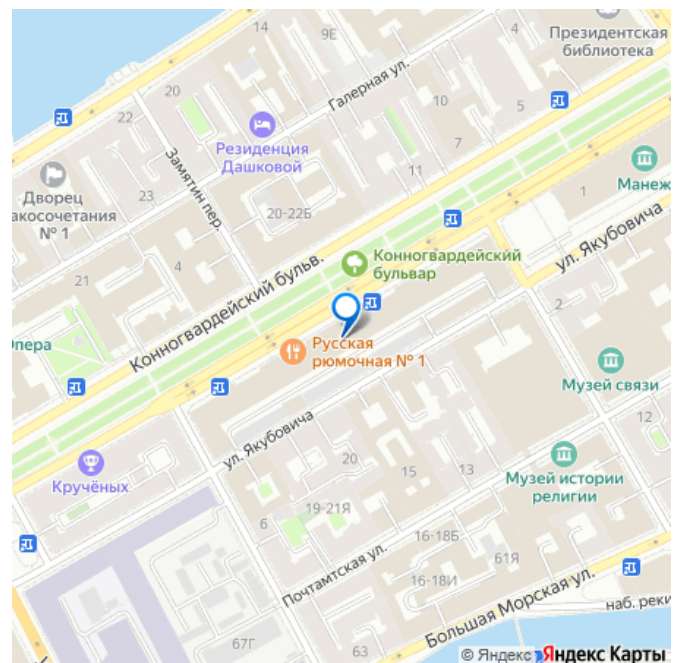 14
9Е
4
Президентская
библиотека
20
Галерная ул.
22
10
5
Резиденция
Дашковой
7
Замятин пер.
Дворец
акосочетания
№ 1
23
11
Манеж
1
20-22Б
ул. Якубовича
Конногвардейский
бульвар
4
21
Конногвардейский бульв.
2
Опера
Русская
рюмочная № 1
Музей связи
ул. Якубовича
12
Кручёных
20
15
13
Музей истории
религии
19-21Я
6
16-18Б
61Я
Почтамтская ул.
16-18И
Большая Морская ул.
наб. реки
67Г
63
© Яндекс
Яндекс Карты